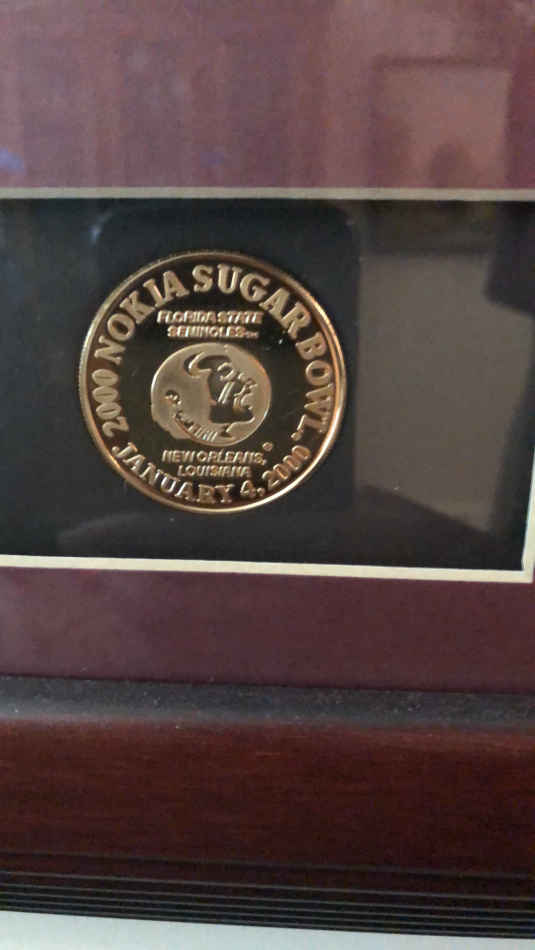 2000 NOKIA SUGAR BOWL
FLORIDA STATE
SEMINOLES
NEW ORLEANS,
LOUISIANA
JANUARY 4, 2000